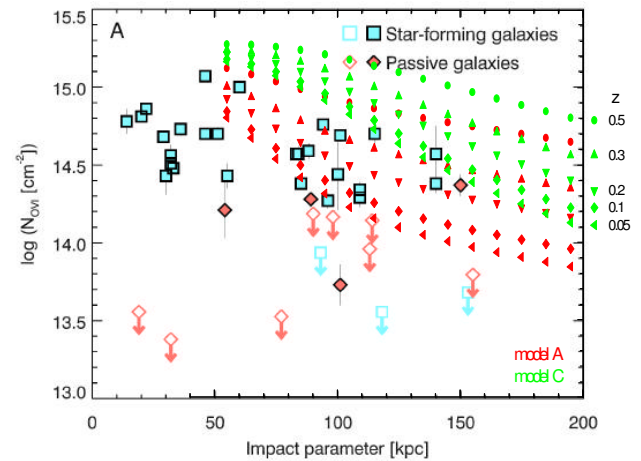 A
Star-forming galaxies
Passive galaxies
log (N_OVI [cm⁻²])
15.5
15.0
14.5
14.0
13.5
13.0
z
0.5
0.3
0.2
0.1
0.05
model A
model C
0
50
100
150
200
Impact parameter [kpc]